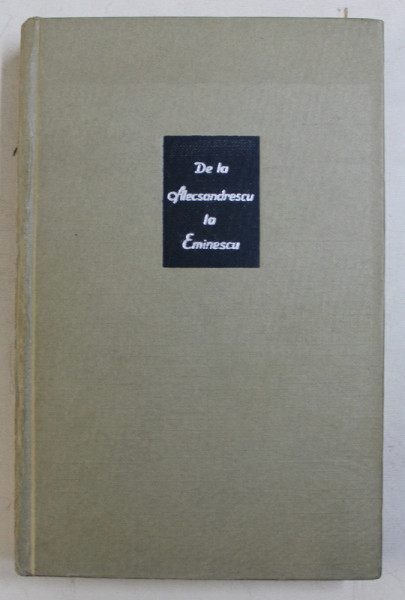 De la
Alecsandrescu
la
Eminescu